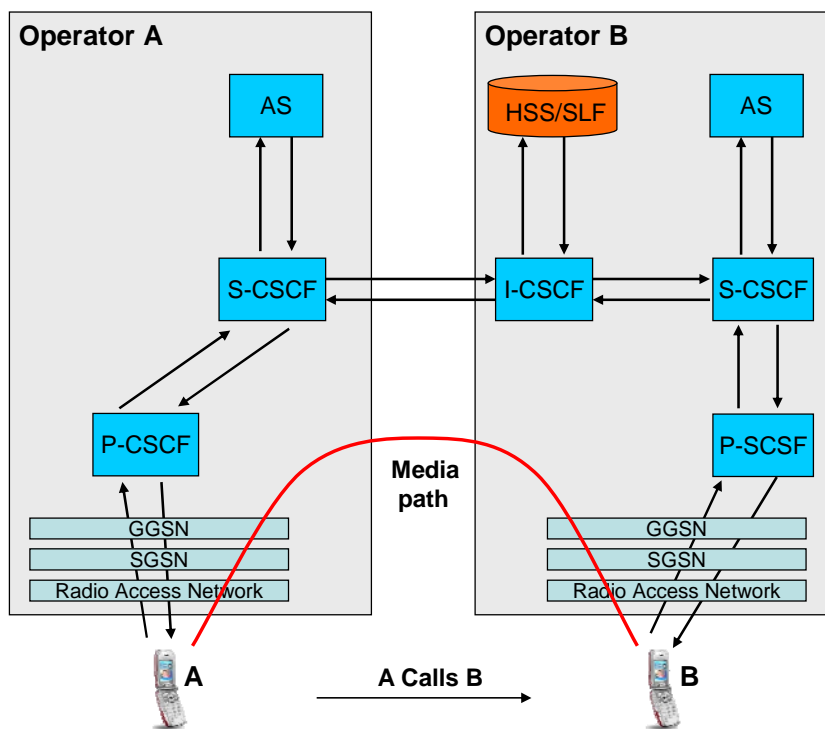 Operator A
Operator B
AS
HSS/SLF
AS
S-CSCF
I-CSCF
S-CSCF
P-CSCF
P-SCSF
Media
path
GGSN
GGSN
SGSN
SGSN
Radio Access Network
Radio Access Network
A
A Calls B
B